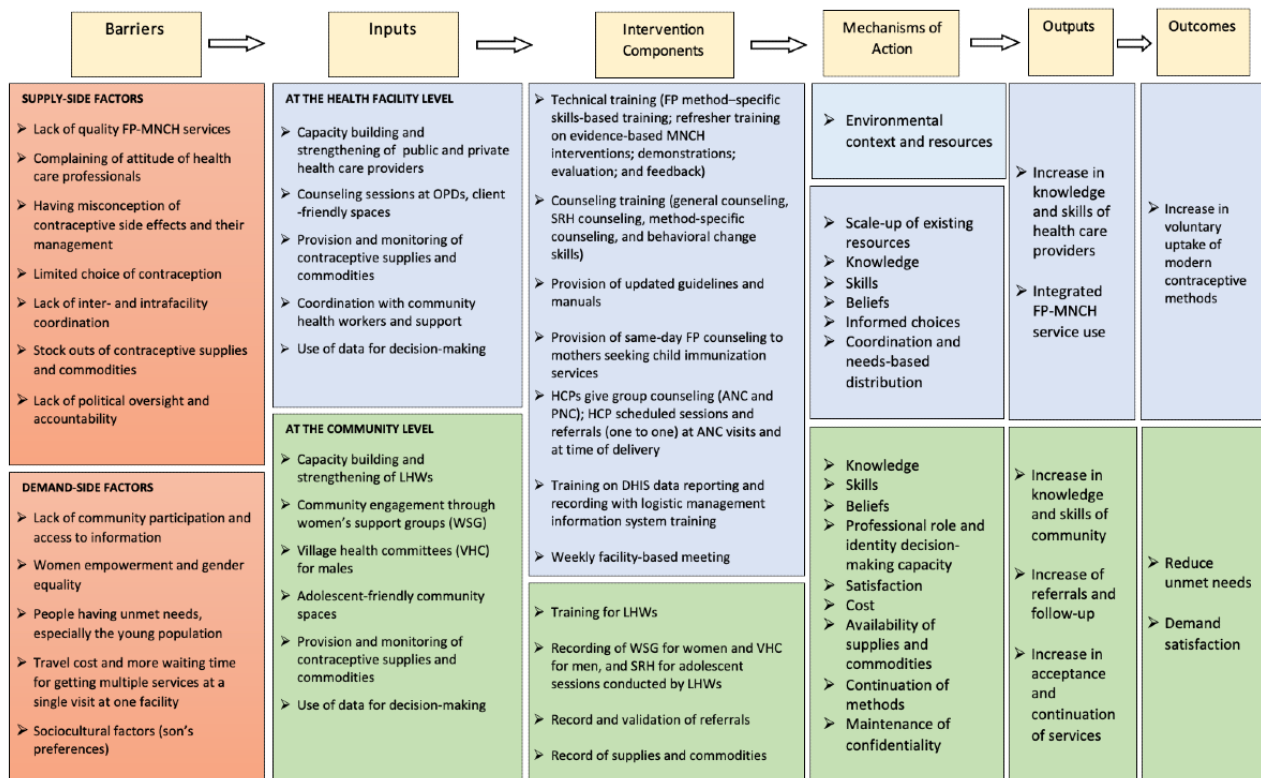 Barriers
Inputs
Intervention
Components
Mechanisms of
Action
Outputs
Outcomes
SUPPLY-SIDE FACTORS
➢ Lack of quality FP-MNCH services
➢ Complaining of attitude of health
care professionals
➢ Having misconception of
contraceptive side effects and their
management
➢ Limited choice of contraception
➢ Lack of inter- and intrafacility
coordination
➢ Stock outs of contraceptive supplies
and commodities
➢ Lack of political oversight and
accountability
DEMAND-SIDE FACTORS
➢ Lack of community participation and
access to information
➢ Women empowerment and gender
equality
➢ People having unmet needs,
especially the young population
➢ Travel cost and more waiting time
for getting multiple services at a
single visit at one facility
➢ Sociocultural factors (son's
preferences)
AT THE HEALTH FACILITY LEVEL
➢ Capacity building and
strengthening of public and private
health care providers
➢ Counseling sessions at OPDs, client
-friendly spaces
➢ Provision and monitoring of
contraceptive supplies and
commodities
➢ Coordination with community
health workers and support
➢ Use of data for decision-making
AT THE COMMUNITY LEVEL
➢ Capacity building and
strengthening of LHWs
➢ Community engagement through
women's support groups (WSG)
➢ Village health committees (VHC)
for males
➢ Adolescent-friendly community
spaces
➢ Provision and monitoring of
contraceptive supplies and
commodities
➢ Use of data for decision-making
➢ Technical training (FP method–specific
skills-based training; refresher training
on evidence-based MNCH
interventions; demonstrations;
evaluation; and feedback)
➢ Counseling training (general counseling,
SRH counseling, method-specific
counseling, and behavioral change
skills)
➢ Provision of updated guidelines and
manuals
➢ Provision of same-day FP counseling to
mothers seeking child immunization
services
➢ HCPs give group counseling (ANC and
PNC); HCP scheduled sessions and
referrals (one to one) at ANC visits and
at time of delivery
➢ Training on DHIS data reporting and
recording with logistic management
information system training
➢ Weekly facility-based meeting
➢ Training for LHWs
➢ Recording of WSG for women and VHC
for men, and SRH for adolescent
sessions conducted by LHWs
➢ Record and validation of referrals
➢ Record of supplies and commodities
➢ Environmental
context and resources
➢ Scale-up of existing
resources
➢ Knowledge
➢ Skills
➢ Beliefs
➢ Informed choices
➢ Coordination and
needs-based
distribution
➢ Knowledge
➢ Skills
➢ Beliefs
➢ Professional role and
identity decision-
making capacity
➢ Satisfaction
➢ Cost
➢ Availability of
supplies and
commodities
➢ Continuation of
methods
➢ Maintenance of
confidentiality
➢ Increase in
knowledge
and skills of
health care
providers
➢ Integrated
FP-MNCH
service use
➢ Increase in
knowledge
and skills of
community
➢ Increase of
referrals and
follow-up
➢ Increase in
acceptance
and
continuation
of services
➢ Increase in
voluntary
uptake of
modern
contraceptive
methods
➢ Reduce
unmet needs
➢ Demand
satisfaction